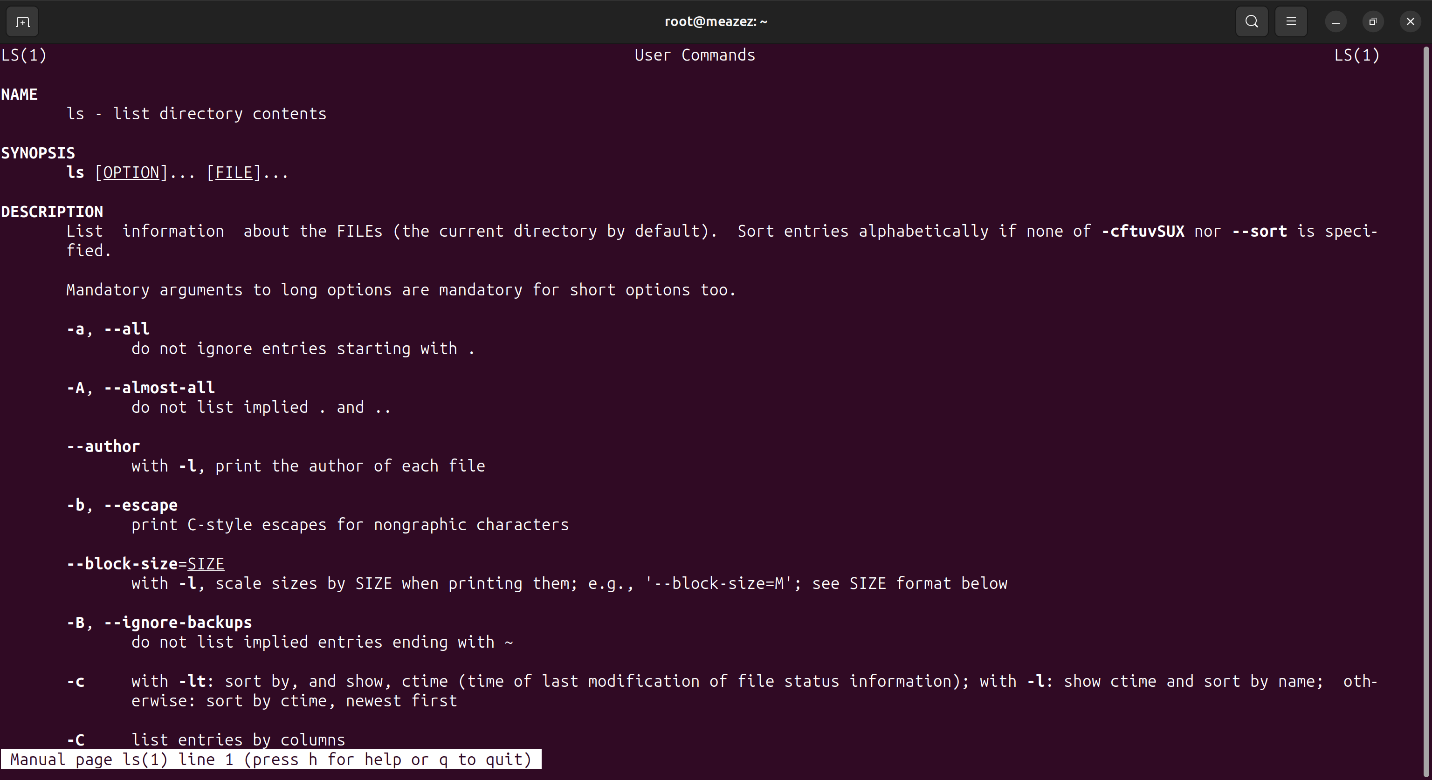 root@meazez: ~
LS(1) User Commands LS(1)
NAME
ls - list directory contents
SYNOPSIS
ls [OPTION]... [FILE]...
DESCRIPTION
List information about the FILEs (the current directory by default). Sort entries alphabetically if none of -cftuvSUX nor --sort is speci-
fied.
Mandatory arguments to long options are mandatory for short options too.
-a, --all
do not ignore entries starting with .
-A, --almost-all
do not list implied . and ..
--author
with -l, print the author of each file
-b, --escape
print C-style escapes for nongraphic characters
--block-size=SIZE
with -l, scale sizes by SIZE when printing them; e.g., '--block-size=M'; see SIZE format below
-B, --ignore-backups
do not list implied entries ending with ~
-c with -lt: sort by, and show, ctime (time of last modification of file status information); with -l: show ctime and sort by name; oth-
erwise: sort by ctime, newest first
-C list entries by columns
Manual page ls(1) line 1 (press h for help or q to quit)